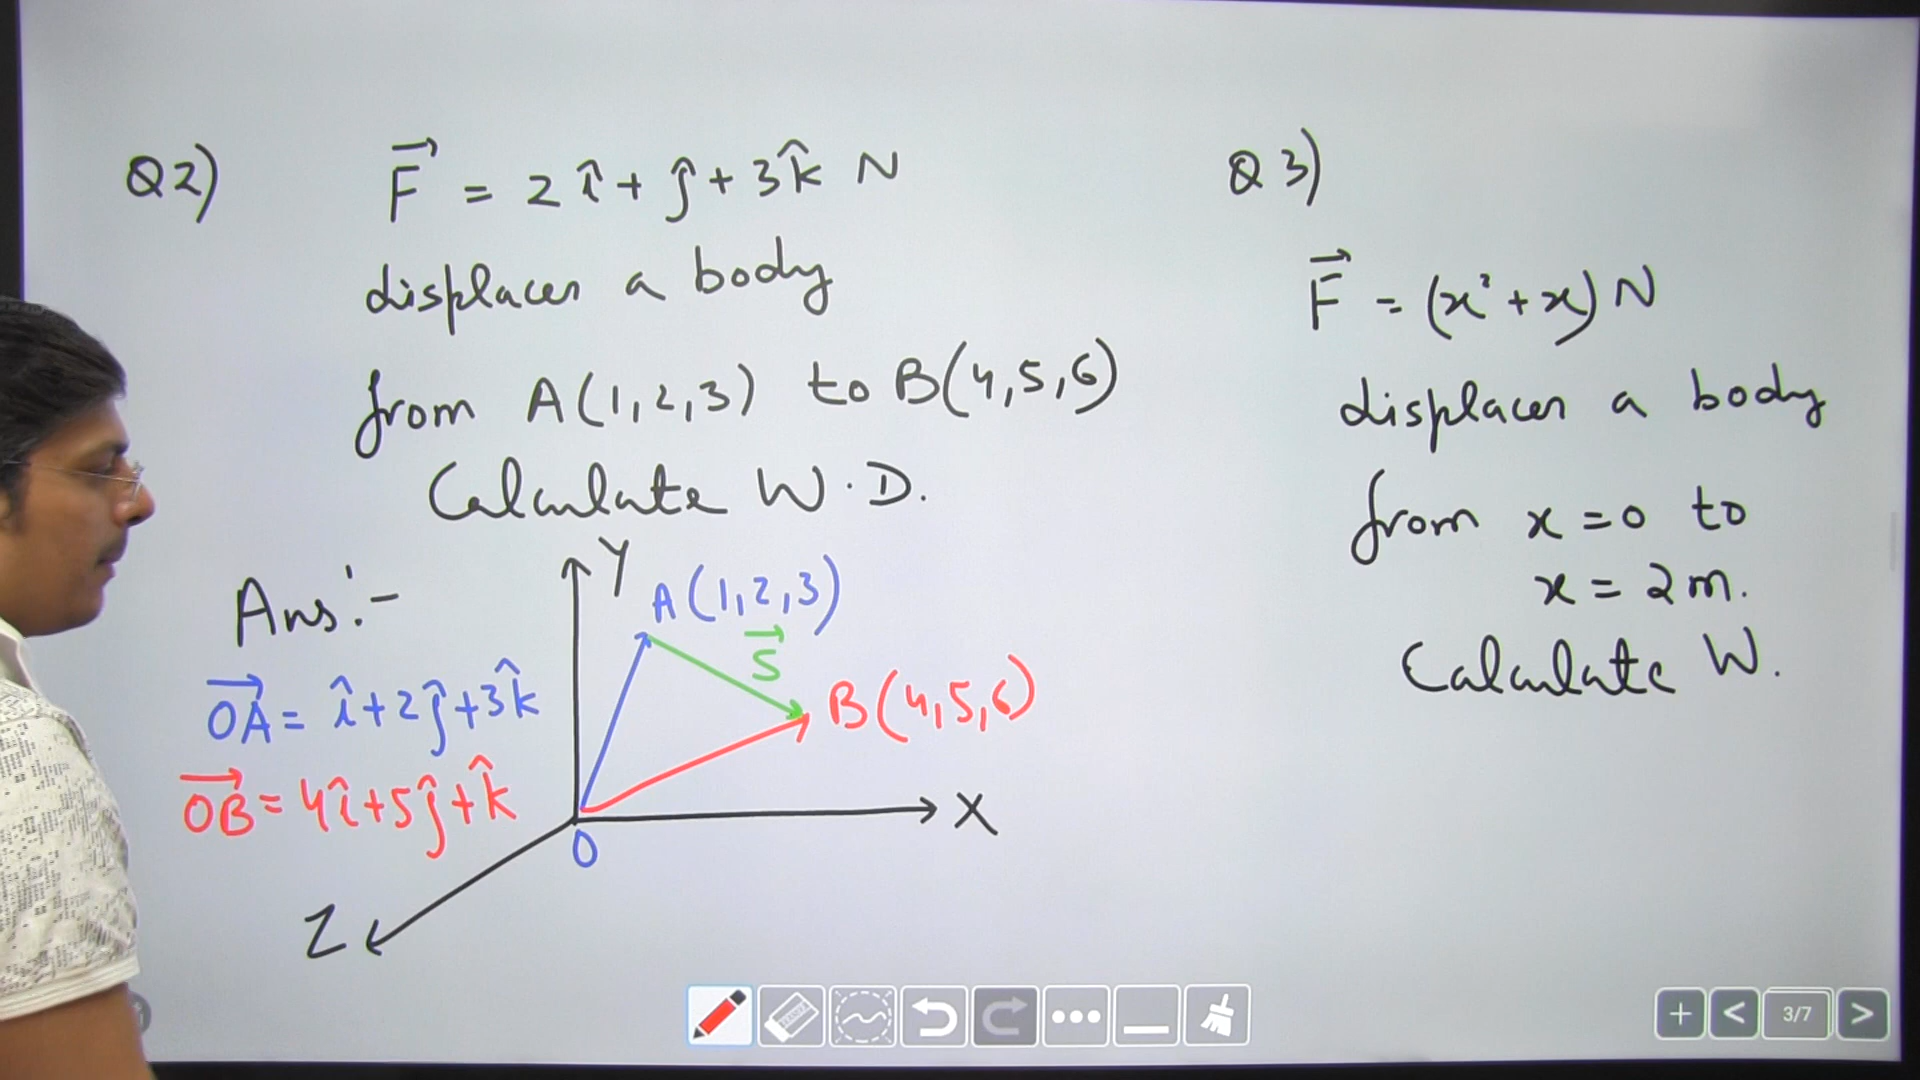 Q2)
F⃗ = 2î + ĵ + 3k̂ N
displaces a body
from A(1,2,3) to B(4,5,6)
Calculate W.D.
Ans:-
OA⃗ = î+2ĵ+3k̂
OB⃗ = 4î+5ĵ+k̂
Y
A(1,2,3)
S⃗
B(4,5,6)
X
O
Z
Q3)
F⃗ = (x²+x) N
displaces a body
from x=0 to
x = 2m.
Calculate W.
3/7